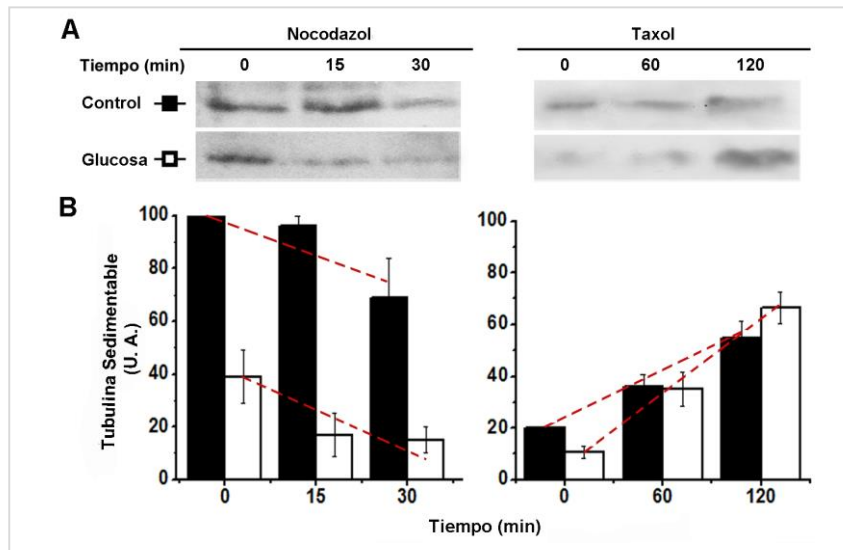 A
Nocodazol
Taxol
Tiempo (min)
0 15 30
0 60 120
Control
Glucosa
B
Tubulina Sedimentable
(U. A.)
100
80
60
40
20
0
0 15 30
100
80
60
40
20
0
0 60 120
Tiempo (min)